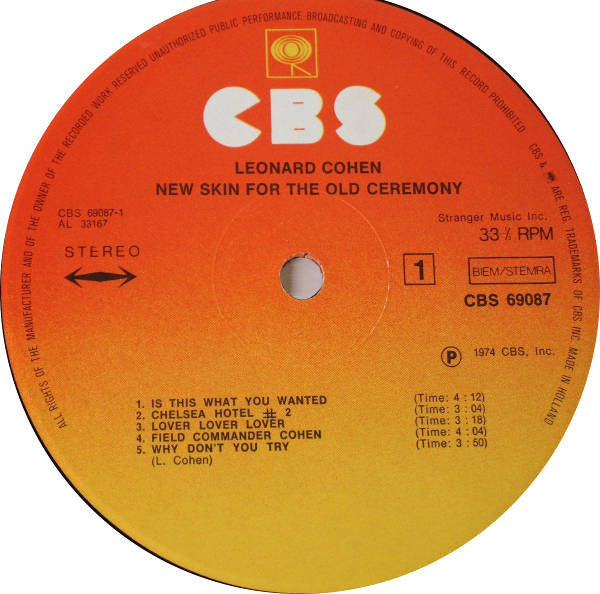 ALL RIGHTS OF THE MANUFACTURER AND OF THE OWNER OF THE RECORDED WORK RESERVED UNAUTHORIZED PUBLIC PERFORMANCE, BROADCASTING AND COPYING OF THIS RECORD PROHIBITED
CBS & ARE REG. TRADEMARKS OF CBS INC. MADE IN HOLLAND
CBS
LEONARD COHEN
NEW SKIN FOR THE OLD CEREMONY
CBS 69087-1
AL 33167
STEREO
Stranger Music Inc.
33⅓ RPM
1
BIEM/STEMRA
CBS 69087
Ⓟ 1974 CBS, Inc.
1. IS THIS WHAT YOU WANTED (Time: 4 : 12)
2. CHELSEA HOTEL # 2 (Time: 3 : 04)
3. LOVER LOVER LOVER (Time: 3 : 18)
4. FIELD COMMANDER COHEN (Time: 4 : 04)
5. WHY DON'T YOU TRY (Time: 3 : 50)
(L. Cohen)